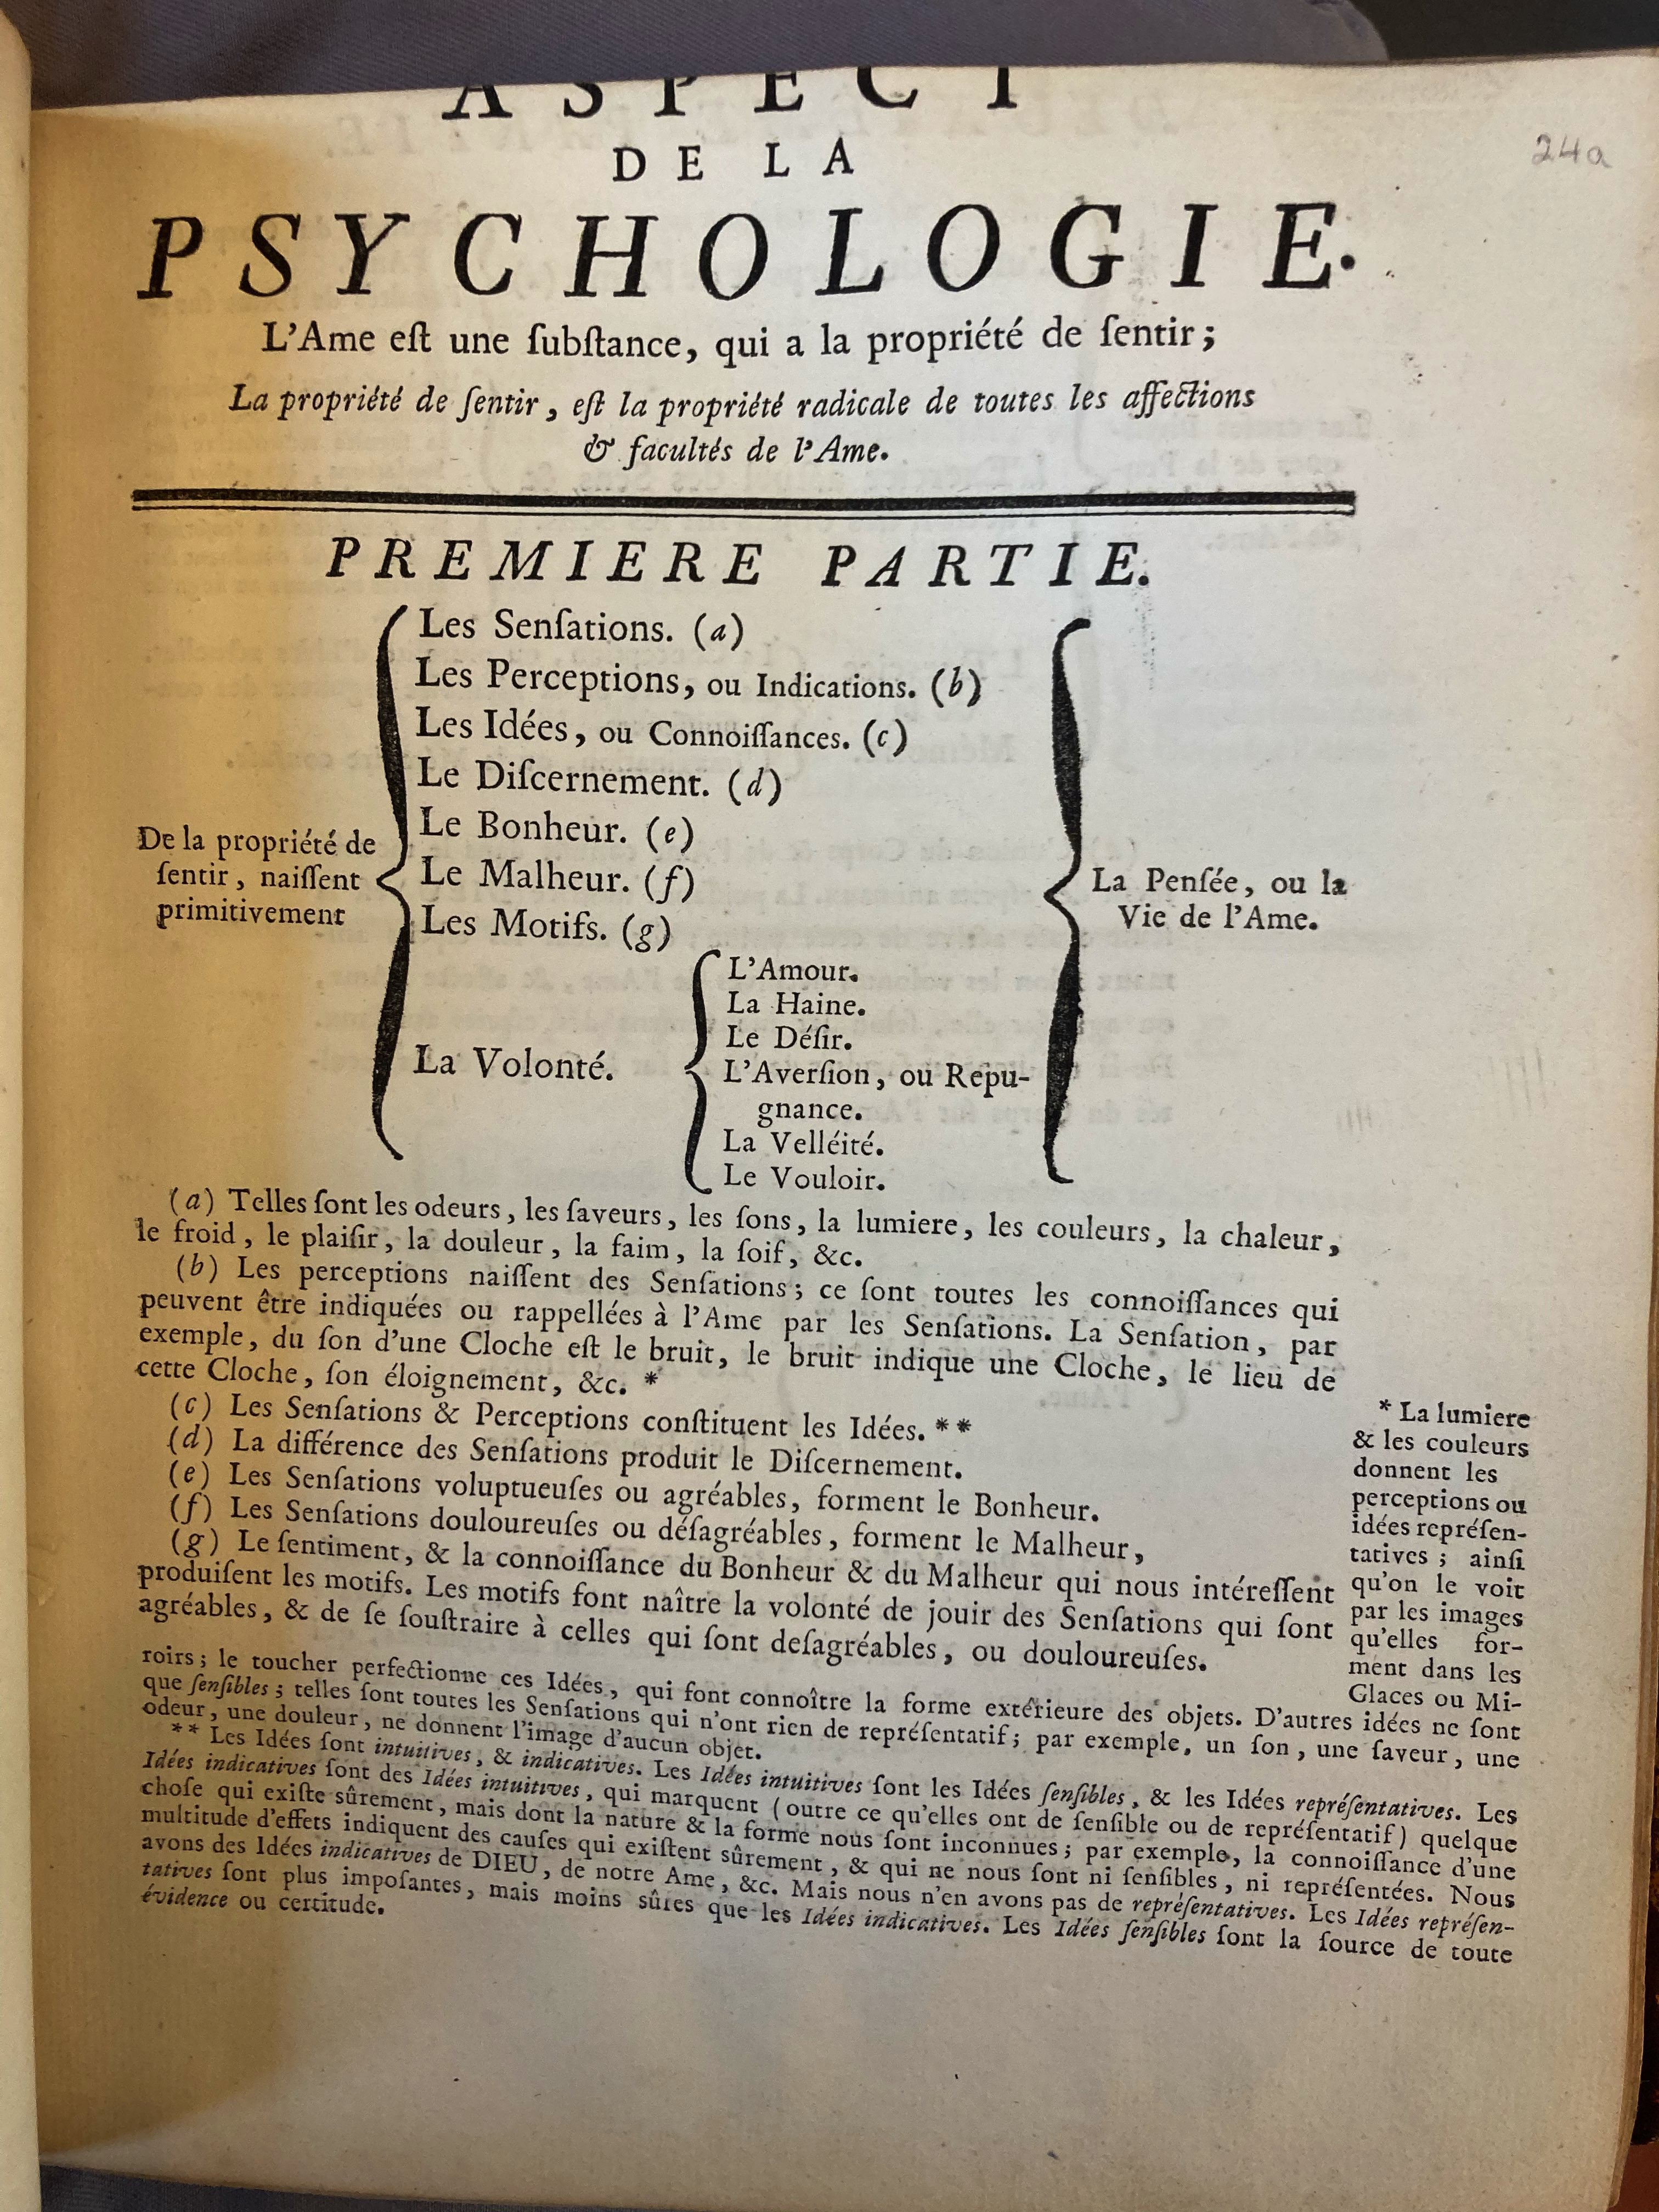 ASPECT
DE LA
PSYCHOLOGIE.
24a
L'Ame eſt une ſubſtance, qui a la propriété de ſentir;
La propriété de ſentir, eſt la propriété radicale de toutes les affections
& facultés de l'Ame.
PREMIERE PARTIE.
De la propriété de
ſentir, naiſſent
primitivement
Les Senſations. (a)
Les Perceptions, ou Indications. (b)
Les Idées, ou Connoiſſances. (c)
Le Diſcernement. (d)
Le Bonheur. (e)
Le Malheur. (f)
Les Motifs. (g)
La Volonté.
L'Amour.
La Haine.
Le Déſir.
L'Averſion, ou Repu-
gnance.
La Velléité.
Le Vouloir.
La Penſée, ou la
Vie de l'Ame.
(a) Telles ſont les odeurs, les ſaveurs, les ſons, la lumiere, les couleurs, la chaleur,
le froid, le plaiſir, la douleur, la faim, la ſoif, &c.
(b) Les perceptions naiſſent des Senſations; ce ſont toutes les connoiſſances qui
peuvent être indiquées ou rappellées à l'Ame par les Senſations. La Senſation, par
exemple, du ſon d'une Cloche eſt le bruit, le bruit indique une Cloche, le lieu de
cette Cloche, ſon éloignement, &c. *
(c) Les Senſations & Perceptions conſtituent les Idées. **
(d) La différence des Senſations produit le Diſcernement.
(e) Les Senſations voluptueuſes ou agréables, forment le Bonheur.
(f) Les Senſations douloureuſes ou déſagréables, forment le Malheur,
(g) Le ſentiment, & la connoiſſance du Bonheur & du Malheur qui nous intéreſſent
produiſent les motifs. Les motifs font naître la volonté de jouir des Senſations qui ſont
agréables, & de ſe ſouſtraire à celles qui ſont deſagréables, ou douloureuſes.
* La lumiere
& les couleurs
donnent les
perceptions ou
idées repréſen-
tatives; ainſi
qu'on le voit
par les images
qu'elles for-
ment dans les
Glaces ou Mi-
roirs; le toucher perfectionne ces Idées, qui font connoître la forme extérieure des objets. D'autres idées ne ſont
que ſenſibles; telles ſont toutes les Senſations qui n'ont rien de repréſentatif; par exemple, un ſon, une ſaveur, une
odeur, une douleur, ne donnent l'image d'aucun objet.
** Les Idées ſont intuitives, & indicatives. Les Idées intuitives ſont les Idées ſenſibles, & les Idées repréſentatives. Les
Idées indicatives ſont des Idées intuitives, qui marquent (outre ce qu'elles ont de ſenſible ou de repréſentatif) quelque
choſe qui exiſte sûrement, mais dont la nature & la forme nous ſont inconnues; par exemple, la connoiſſance d'une
multitude d'effets indiquent des cauſes qui exiſtent sûrement, & qui ne nous ſont ni ſenſibles, ni repréſentées. Nous
avons des Idées indicatives de DIEU, de notre Ame, &c. Mais nous n'en avons pas de repréſentatives. Les Idées repréſen-
tatives ſont plus impoſantes, mais moins sûres que les Idées indicatives. Les Idées ſenſibles ſont la ſource de toute
évidence ou certitude.